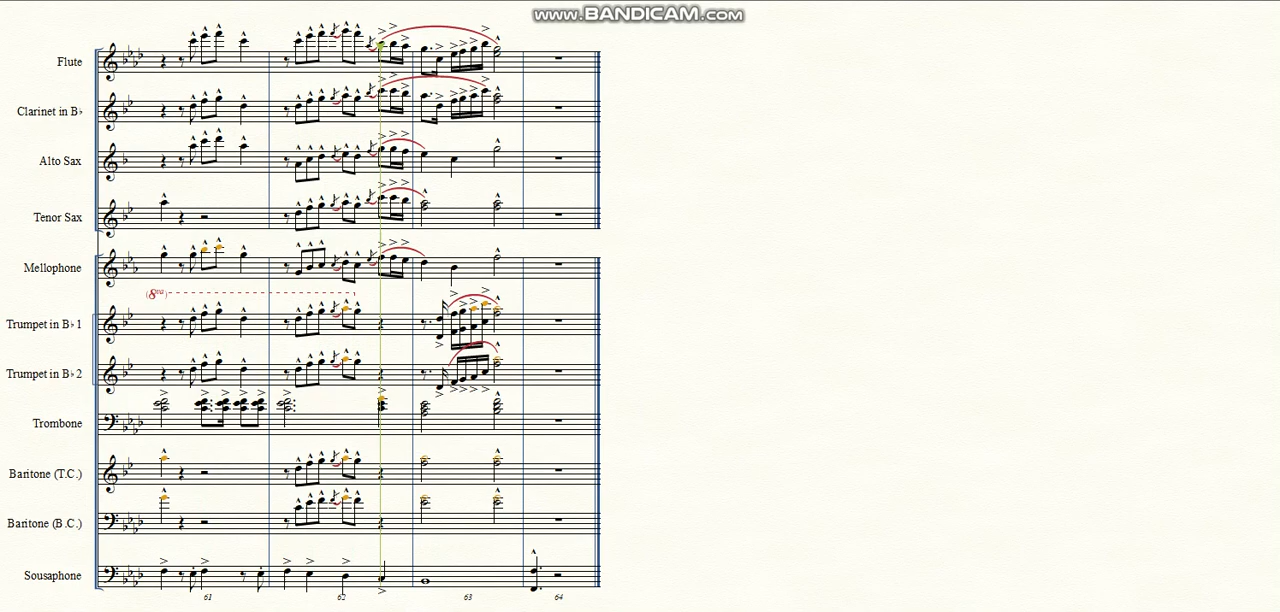 www.BANDICAM.com
Flute
Clarinet in B♭
Alto Sax
Tenor Sax
Mellophone
(8va)
Trumpet in B♭ 1
Trumpet in B♭ 2
Trombone
Baritone (T.C.)
Baritone (B.C.)
Sousaphone
61 62 63 64